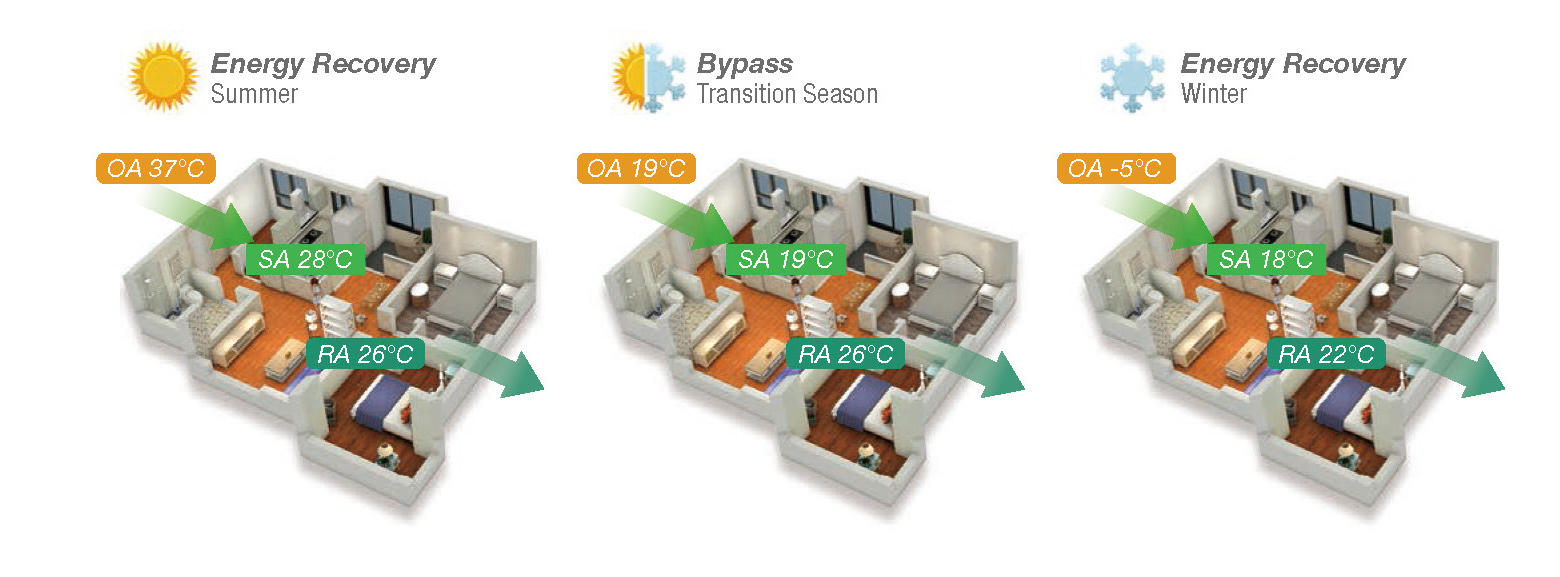 Energy Recovery
Summer
OA 37°C
SA 28°C
RA 26°C
Bypass
Transition Season
OA 19°C
SA 19°C
RA 26°C
Energy Recovery
Winter
OA -5°C
SA 18°C
RA 22°C